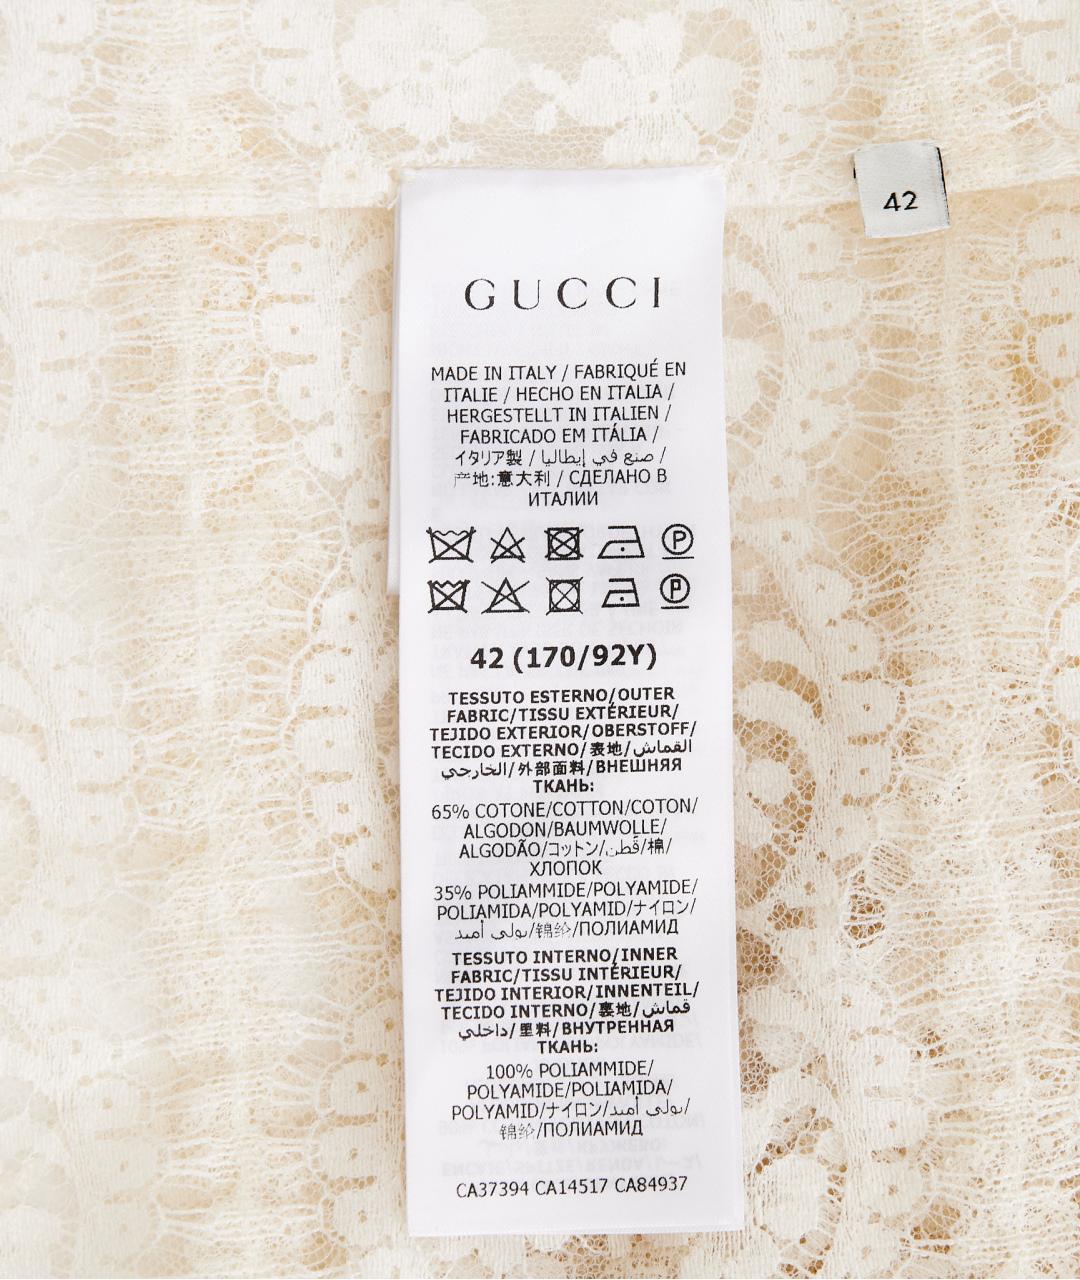 42
GUCCI
MADE IN ITALY / FABRIQUÉ EN
ITALIE / HECHO EN ITALIA /
HERGESTELLT IN ITALIEN /
FABRICADO EM ITÁLIA /
イタリア製 / صنع في إيطاليا /
产地:意大利 / СДЕЛАНО В
ИТАЛИИ
P
P
42 (170/92Y)
TESSUTO ESTERNO/OUTER
FABRIC/TISSU EXTÉRIEUR/
TEJIDO EXTERIOR/OBERSTOFF/
TECIDO EXTERNO/表地/القماش
الخارجي/外部面料/ВНЕШНЯЯ
ТКАНЬ:
65% COTONE/COTTON/COTON/
ALGODON/BAUMWOLLE/
ALGODÃO/コットン/قطن/棉/
ХЛОПОК
35% POLIAMMIDE/POLYAMIDE/
POLIAMIDA/POLYAMID/ナイロン/
بولي أميد/锦纶/ПОЛИАМИД
TESSUTO INTERNO/INNER
FABRIC/TISSU INTÉRIEUR/
TEJIDO INTERIOR/INNENTEIL/
TECIDO INTERNO/裏地/قماش
داخلي/里料/ВНУТРЕННАЯ
ТКАНЬ:
100% POLIAMMIDE/
POLYAMIDE/POLIAMIDA/
POLYAMID/ナイロン/بولي أميد/
锦纶/ПОЛИАМИД
CA37394 CA14517 CA84937